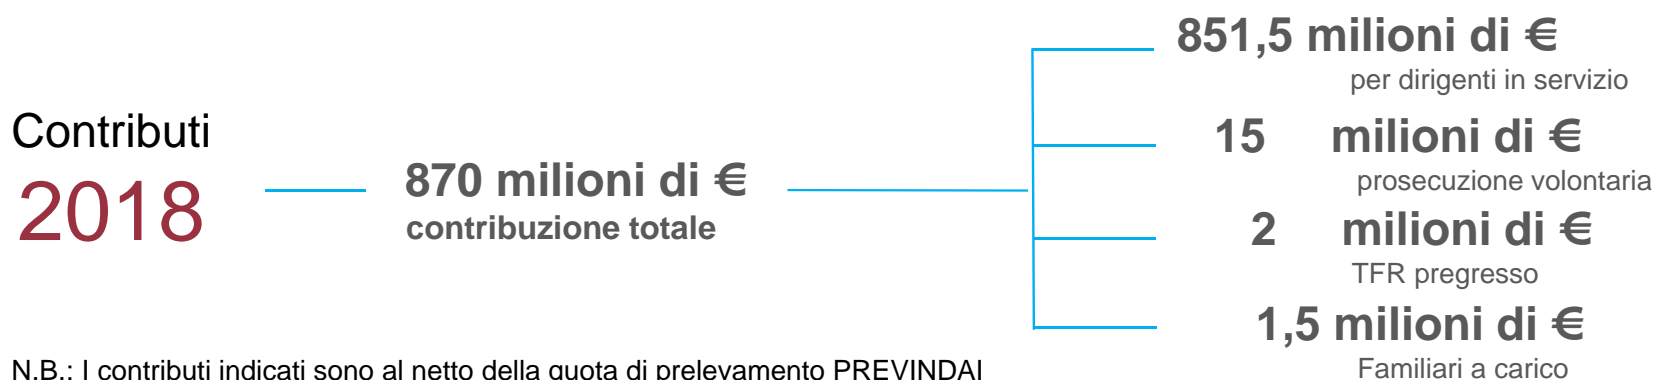 Contributi
2018
870 milioni di €
contribuzione totale
851,5 milioni di €
per dirigenti in servizio
15 milioni di €
prosecuzione volontaria
2 milioni di €
TFR pregresso
1,5 milioni di €
Familiari a carico
N.B.: I contributi indicati sono al netto della quota di prelevamento PREVINDAI